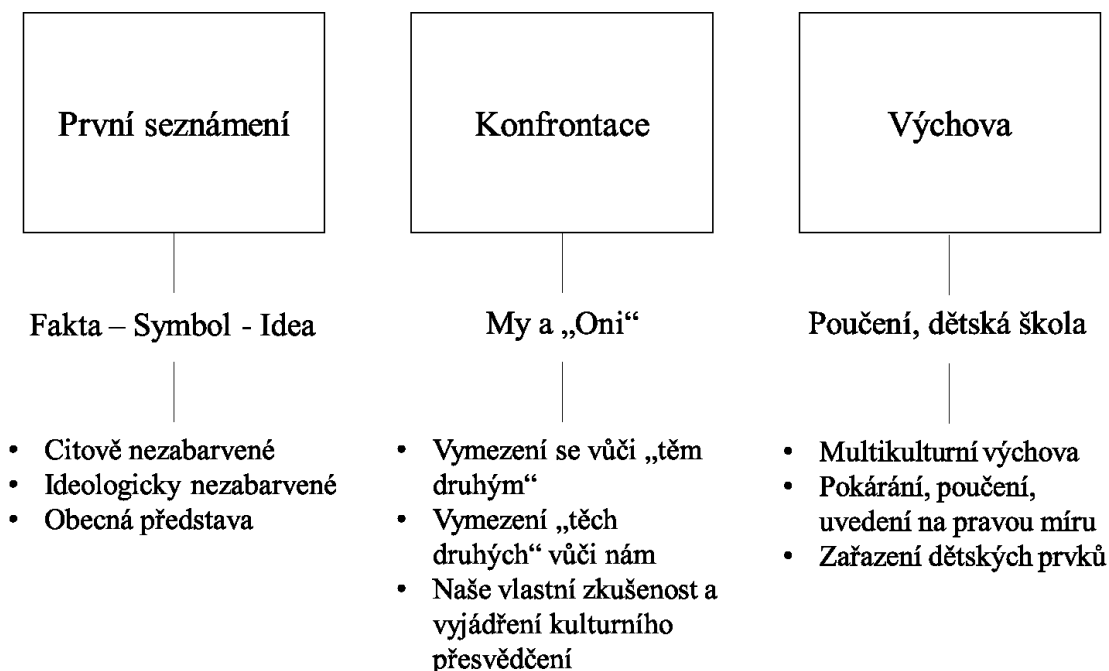 První seznámení
Konfrontace
Výchova
Fakta – Symbol - Idea
My a „Oni“
Poučení, dětská škola
• Citově nezabarvené
• Ideologicky nezabarvené
• Obecná představa
• Vymezení se vůči „těm
druhým“
• Vymezení „těch
druhých“ vůči nám
• Naše vlastní zkušenost a
vyjádření kulturního
přesvědčení
• Multikulturní výchova
• Pokárání, poučení,
uvedení na pravou míru
• Zařazení dětských prvků